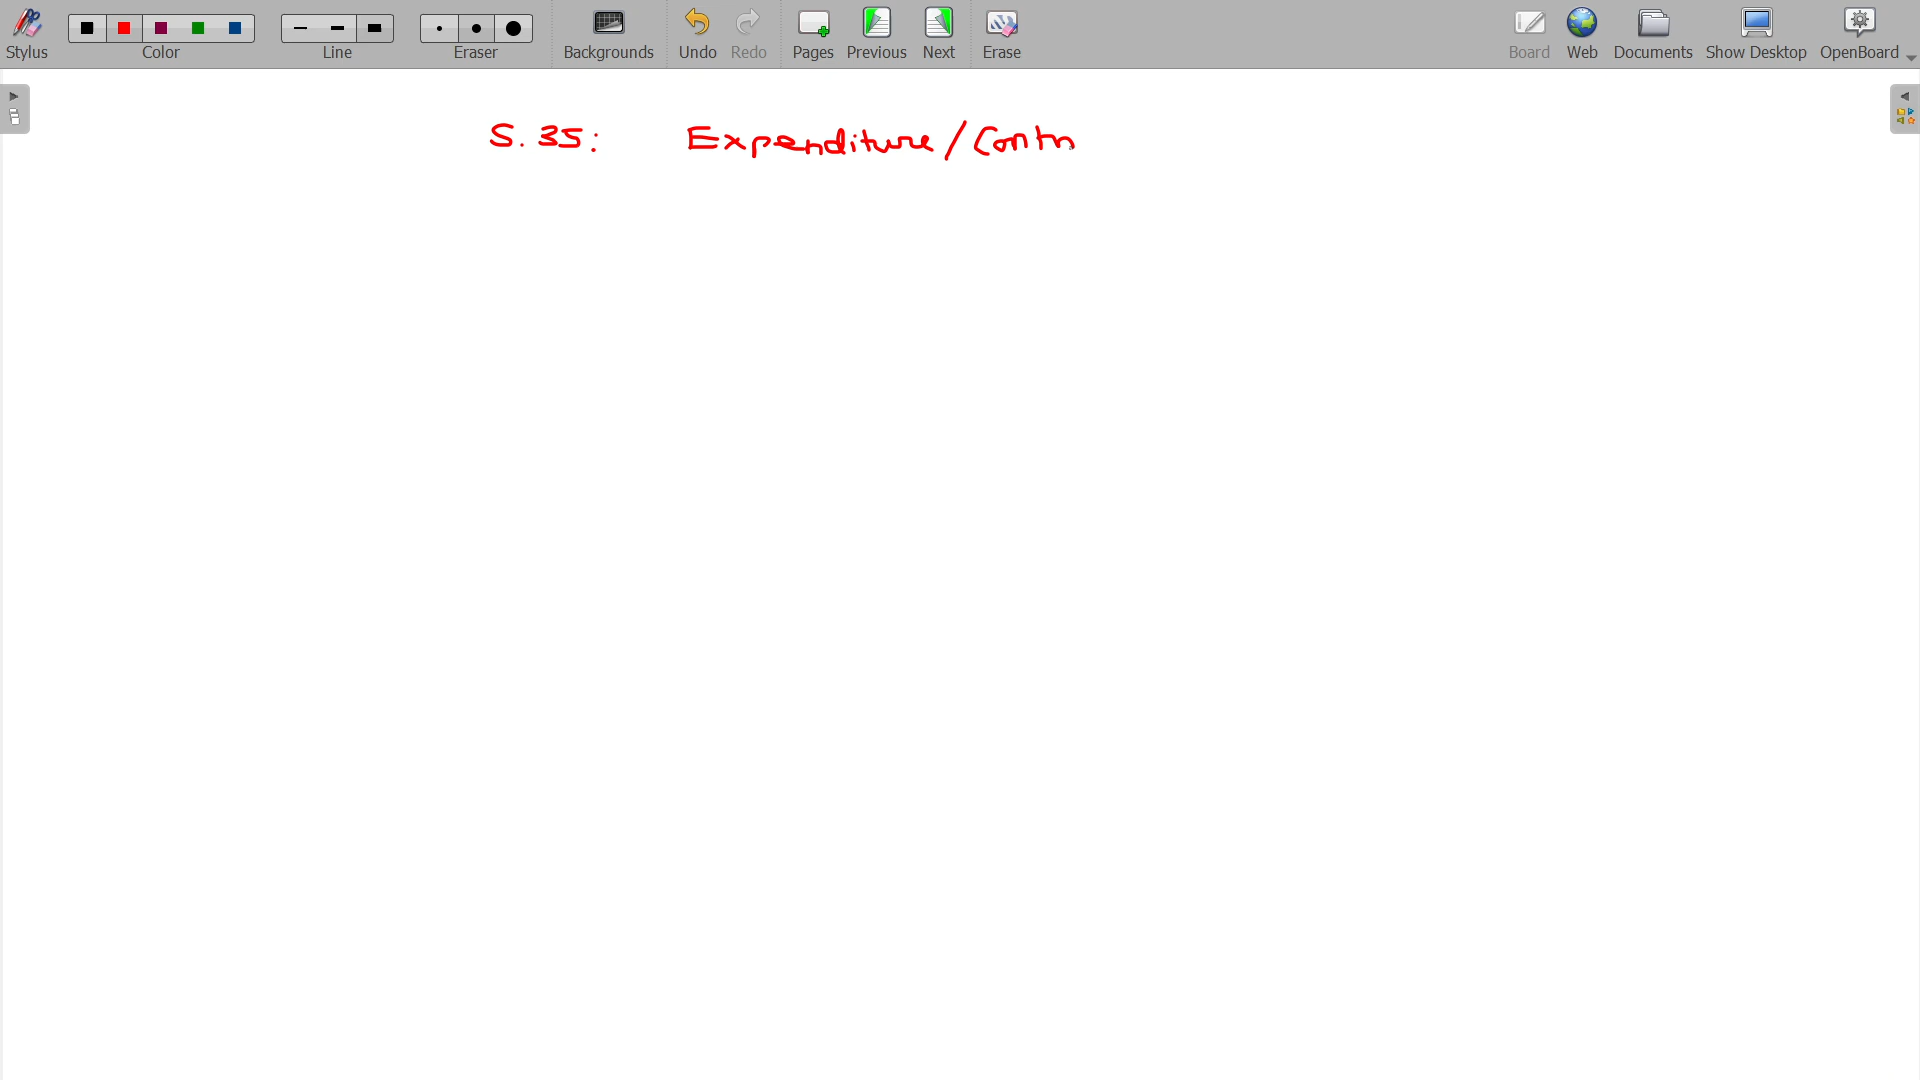 Stylus Color Line Eraser Backgrounds Undo Redo Pages Previous Next Erase Board Web Documents Show Desktop OpenBoard
S. 35: Expenditure/Contn